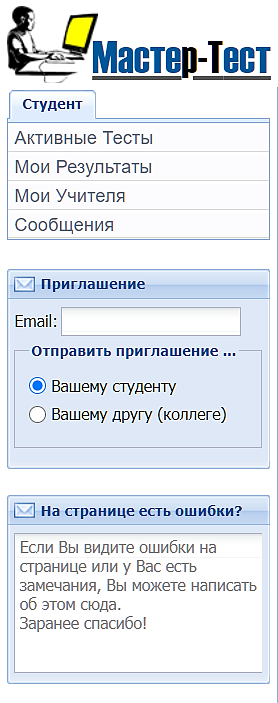 Мастер-Тест
Студент
Активные Тесты
Мои Результаты
Мои Учителя
Сообщения
Приглашение
Email:
Отправить приглашение ...
Вашему студенту
Вашему другу (коллеге)
На странице есть ошибки?
Если Вы видите ошибки на
странице или у Вас есть
замечания, Вы можете написать
об этом сюда.
Заранее спасибо!